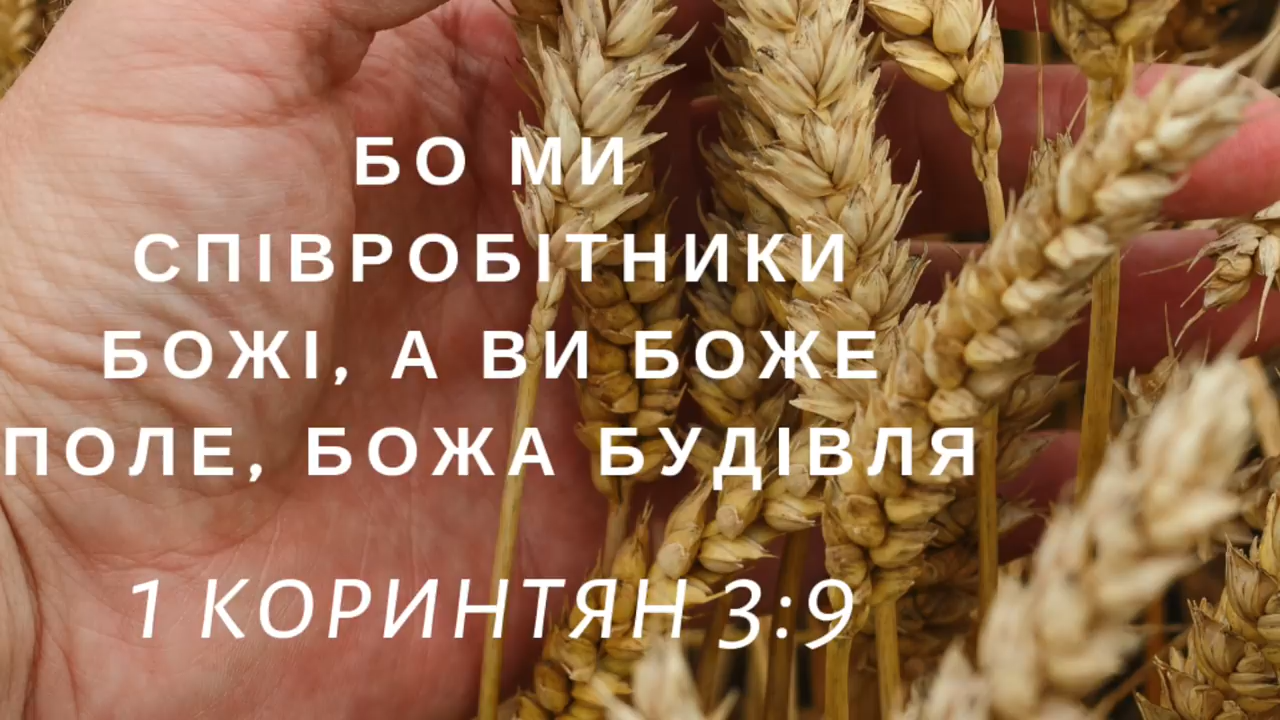 БО МИ
СПІВРОБІТНИКИ
БОЖІ, А ВИ БОЖЕ
ПОЛЕ, БОЖА БУДІВЛЯ
1 КОРИНТЯН 3:9